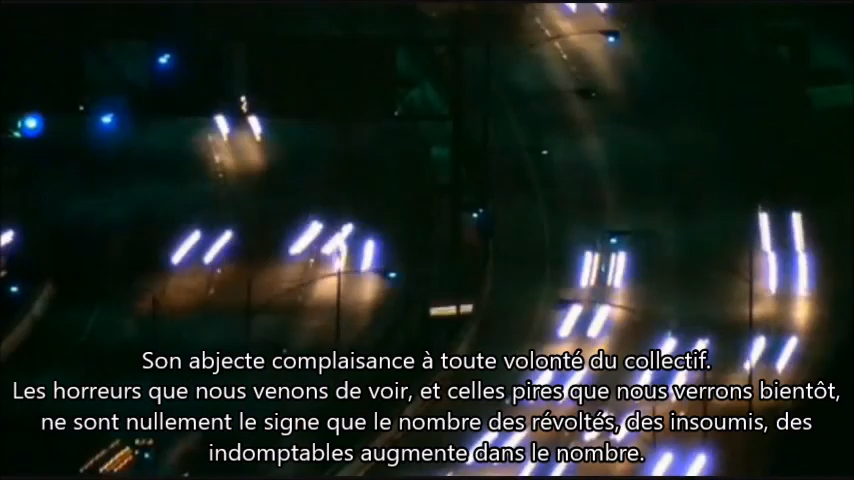 Son abjecte complaisance à toute volonté du collectif.
Les horreurs que nous venons de voir, et celles pires que nous verrons bientôt,
ne sont nullement le signe que le nombre des révoltés, des insoumis, des
indomptables augmente dans le nombre.